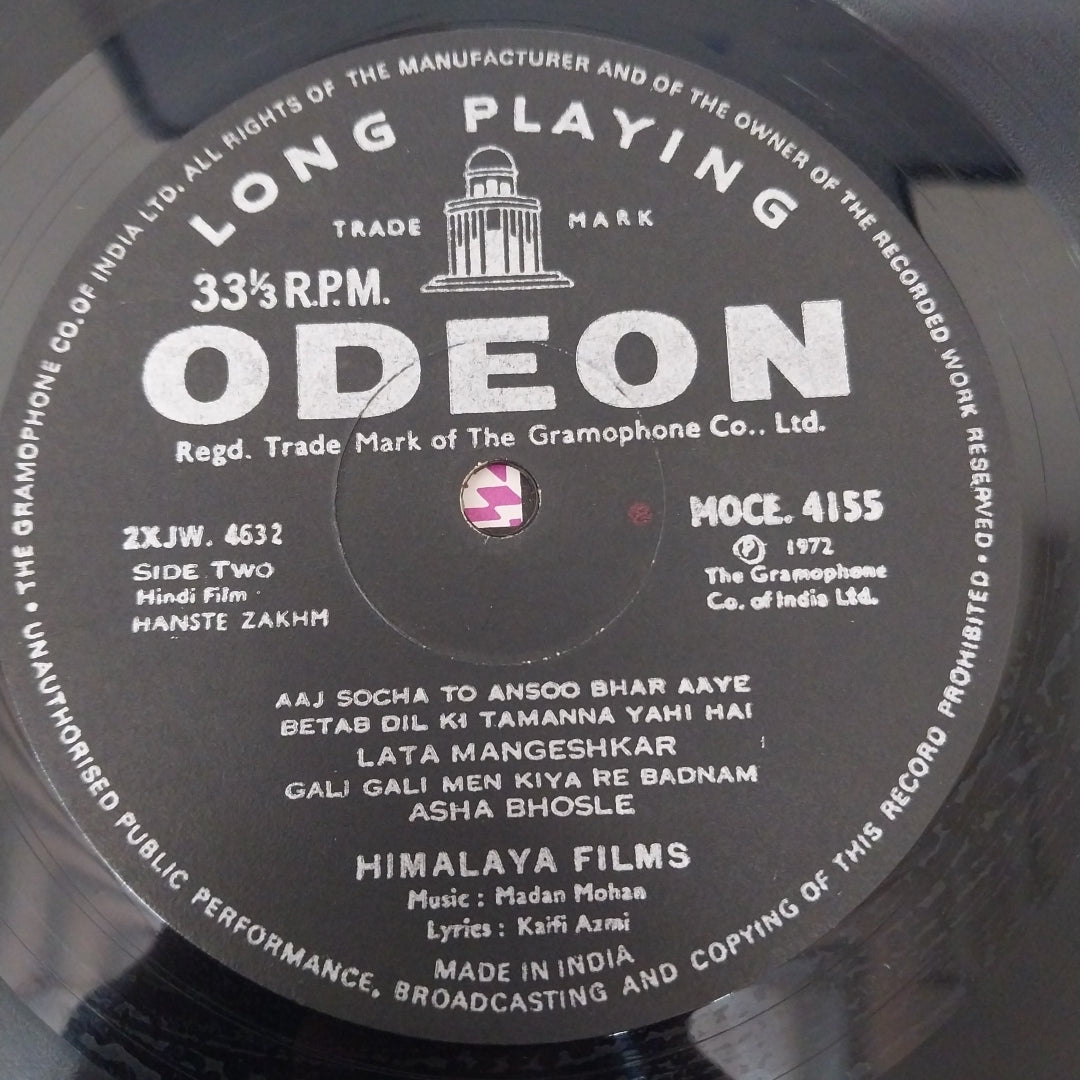 THE GRAMOPHONE CO. OF INDIA LTD. ALL RIGHTS OF THE MANUFACTURER AND OF THE OWNER OF THE RECORDED WORK RESERVED •
UNAUTHORISED PUBLIC PERFORMANCE, BROADCASTING AND COPYING OF THIS RECORD PROHIBITED •
LONG PLAYING
TRADE MARK
33⅓ R.P.M.
ODEON
Regd. Trade Mark of The Gramophone Co., Ltd.
2XJW. 4632
SIDE TWO
Hindi Film
HANSTE ZAKHM
MOCE. 4155
Ⓟ 1972
The Gramophone
Co. of India Ltd.
AAJ SOCHA TO ANSOO BHAR AAYE
BETAB DIL KI TAMANNA YAHI HAI
LATA MANGESHKAR
GALI GALI MEN KIYA RE BADNAM
ASHA BHOSLE
HIMALAYA FILMS
Music : Madan Mohan
Lyrics : Kaifi Azmi
MADE IN INDIA